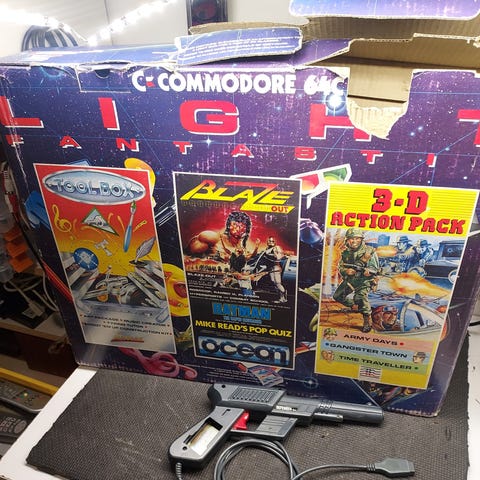 COMMODORE 64C
LIGHT
FANTASTI
TOOLBOX
BLAZE
OUT
BATMAN
MIKE READ'S POP QUIZ
ocean
3-D
ACTION PACK
ARMY DAYS
GANGSTER TOWN
TIME TRAVELLER